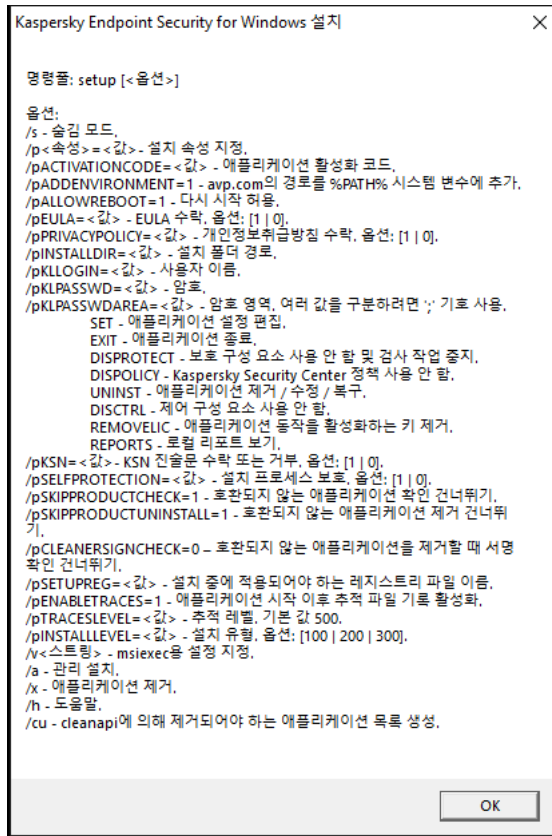 Kaspersky Endpoint Security for Windows 설치
명령줄: setup [<옵션>]
옵션:
/s - 숨김 모드.
/p<속성>=<값>- 설치 속성 지정.
/pACTIVATIONCODE=<값> - 애플리케이션 활성화 코드.
/pADDENVIRONMENT=1 - avp.com의 경로를 %PATH% 시스템 변수에 추가.
/pALLOWREBOOT=1 - 다시 시작 허용.
/pEULA=<값> - EULA 수락. 옵션: [1 | 0].
/pPRIVACYPOLICY=<값> - 개인정보취급방침 수락. 옵션: [1 | 0].
/pINSTALLDIR=<값> - 설치 폴더 경로.
/pKLLOGIN=<값> - 사용자 이름.
/pKLPASSWD=<값> - 암호.
/pKLPASSWDAREA=<값> - 암호 영역. 여러 값을 구분하려면 ';' 기호 사용.
SET - 애플리케이션 설정 편집.
EXIT - 애플리케이션 종료.
DISPROTECT - 보호 구성 요소 사용 안 함 및 검사 작업 중지.
DISPOLICY - Kaspersky Security Center 정책 사용 안 함.
UNINST - 애플리케이션 제거 / 수정 / 복구.
DISCTRL - 제어 구성 요소 사용 안 함.
REMOVELIC - 애플리케이션 동작을 활성화하는 키 제거.
REPORTS - 로컬 리포트 보기.
/pKSN=<값>- KSN 진술문 수락 또는 거부. 옵션: [1 | 0].
/pSELFPROTECTION=<값> - 설치 프로세스 보호. 옵션: [1 | 0].
/pSKIPPRODUCTCHECK=1 - 호환되지 않는 애플리케이션 확인 건너뛰기.
/pSKIPPRODUCTUNINSTALL=1 - 호환되지 않는 애플리케이션 제거 건너뛰
기.
/pCLEANERSIGNCHECK=0 – 호환되지 않는 애플리케이션을 제거할 때 서명
확인 건너뛰기.
/pSETUPREG=<값> - 설치 중에 적용되어야 하는 레지스트리 파일 이름.
/pENABLETRACES=1 - 애플리케이션 시작 이후 추적 파일 기록 활성화.
/pTRACESLEVEL=<값> - 추적 레벨. 기본 값 500.
/pINSTALLLEVEL=<값> - 설치 유형. 옵션: [100 | 200 | 300].
/v<스트링> - msiexec용 설정 지정.
/a - 관리 설치.
/x - 애플리케이션 제거.
/h - 도움말.
/cu - cleanapi에 의해 제거되어야 하는 애플리케이션 목록 생성.
OK